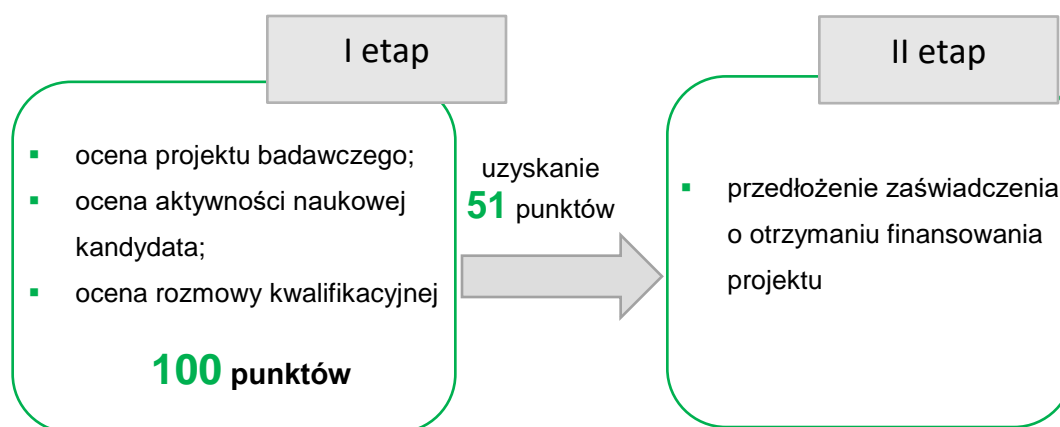 I etap
▪ ocena projektu badawczego;
▪ ocena aktywności naukowej
kandydata;
▪ ocena rozmowy kwalifikacyjnej
100 punktów
uzyskanie
51 punktów
II etap
▪ przedłożenie zaświadczenia
o otrzymaniu finansowania
projektu